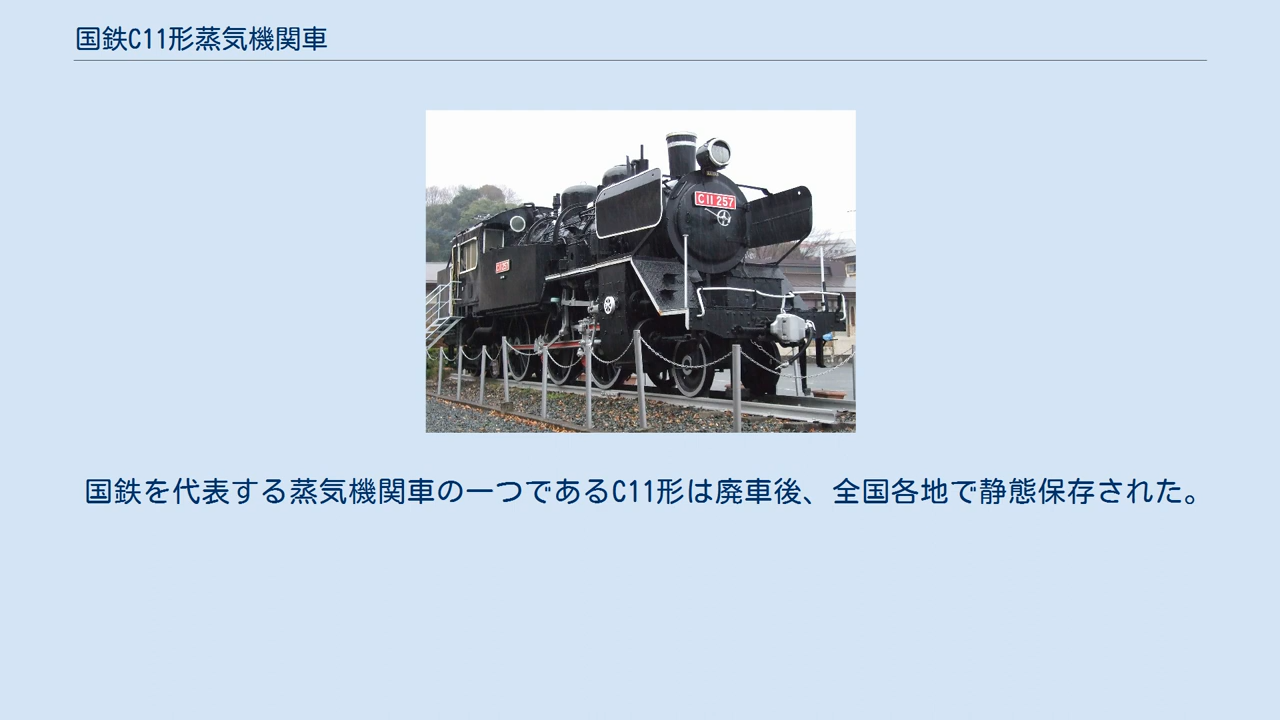 国鉄C11形蒸気機関車
C11 257
国鉄を代表する蒸気機関車の一つであるC11形は廃車後、全国各地で静態保存された。